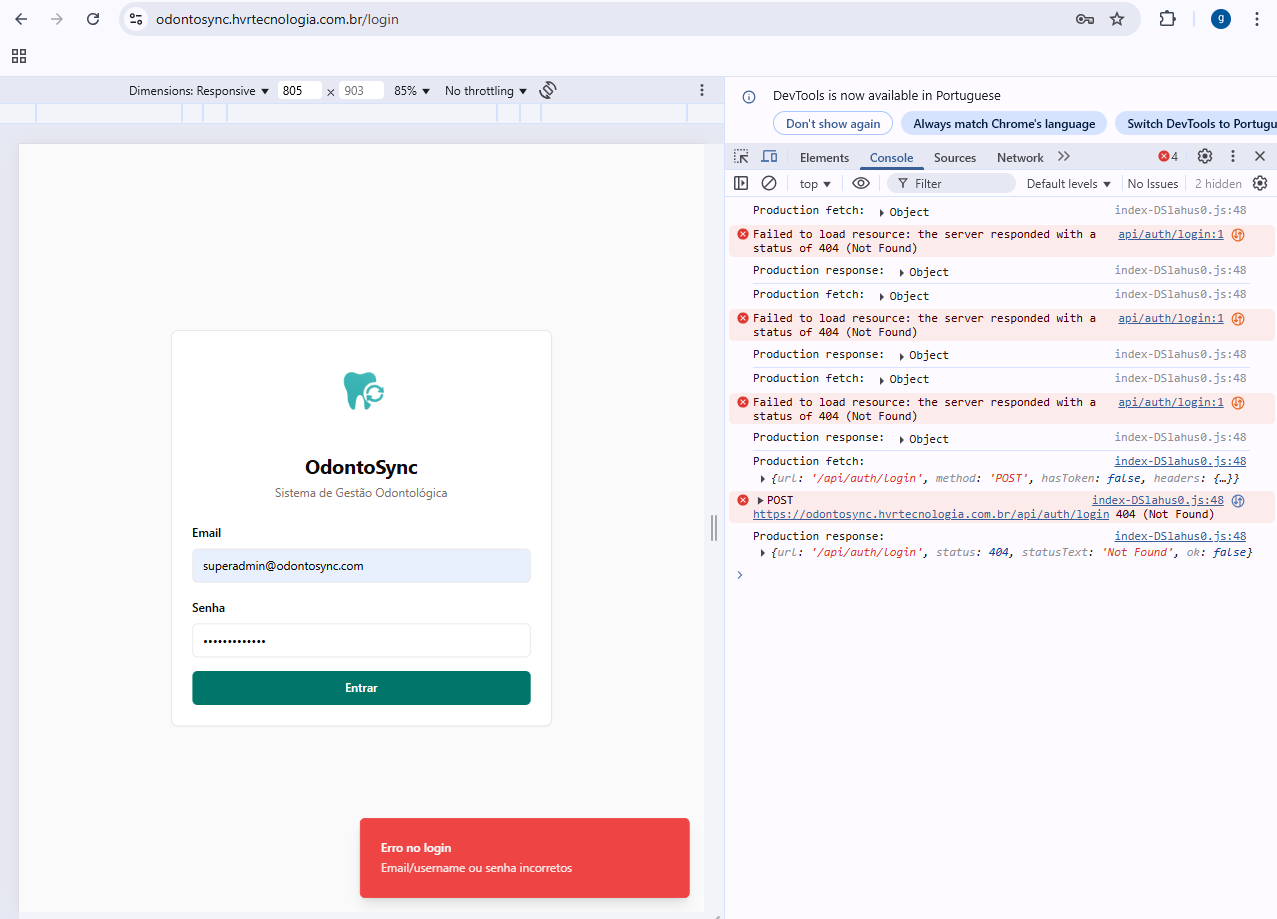 odontosync.hvrtecnologia.com.br/login
g
Dimensions: Responsive ▼ 805 × 903 85% ▼ No throttling ▼
DevTools is now available in Portuguese
Don't show again Always match Chrome's language Switch DevTools to Portugu
Elements Console Sources Network 4
top ▼ Filter Default levels ▼ No Issues 2 hidden
Production fetch: ▶ Object index-DSlahus0.js:48
Failed to load resource: the server responded with a api/auth/login:1
status of 404 (Not Found)
Production response: ▶ Object index-DSlahus0.js:48
Production fetch: ▶ Object index-DSlahus0.js:48
Failed to load resource: the server responded with a api/auth/login:1
status of 404 (Not Found)
Production response: ▶ Object index-DSlahus0.js:48
Production fetch: ▶ Object index-DSlahus0.js:48
Failed to load resource: the server responded with a api/auth/login:1
status of 404 (Not Found)
Production response: ▶ Object index-DSlahus0.js:48
Production fetch: index-DSlahus0.js:48
▶ {url: '/api/auth/login', method: 'POST', hasToken: false, headers: {…}}
▶ POST index-DSlahus0.js:48
https://odontosync.hvrtecnologia.com.br/api/auth/login 404 (Not Found)
Production response: index-DSlahus0.js:48
▶ {url: '/api/auth/login', status: 404, statusText: 'Not Found', ok: false}
OdontoSync
Sistema de Gestão Odontológica
Email
superadmin@odontosync.com
Senha
•••••••••••••
Entrar
Erro no login
Email/username ou senha incorretos